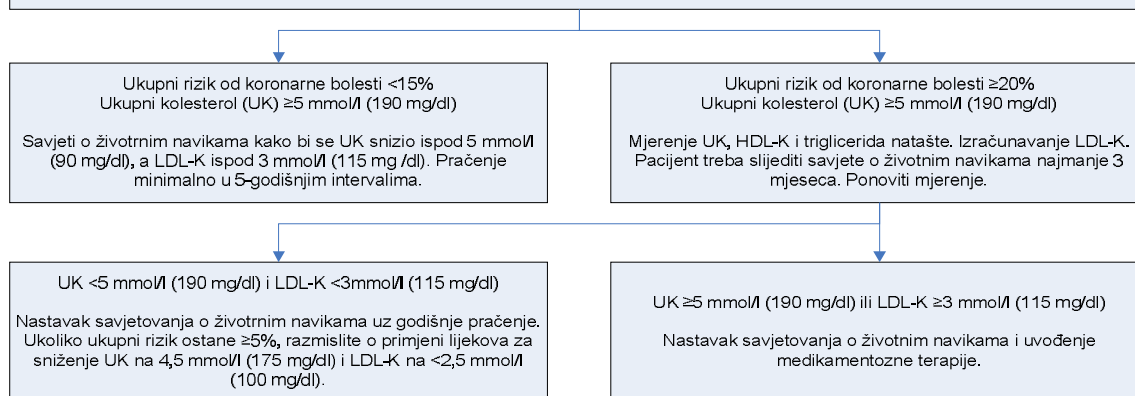 Ukupni rizik od koronarne bolesti <15%
Ukupni kolesterol (UK) ≥5 mmol/l (190 mg/dl)
Savjeti o životrnim navikama kako bi se UK snizio ispod 5 mmol/l
(90 mg/dl), a LDL-K ispod 3 mmol/l (115 mg /dl). Pračenje
minimalno u 5-godišnjim intervalima.
Ukupni rizik od koronarne bolesti ≥20%
Ukupni kolesterol (UK) ≥5 mmol/l (190 mg/dl)
Mjerenje UK, HDL-K i triglicerida natašte. Izračunavanje LDL-K.
Pacijent treba slijediti savjete o životnim navikama najmanje 3
mjeseca. Ponoviti mjerenje.
UK <5 mmol/l (190 mg/dl) i LDL-K <3mmol/l (115 mg/dl)
Nastavak savjetovanja o životrnim navikama uz godišnje pračenje.
Ukoliko ukupni rizik ostane ≥5%, razmislite o primjeni lijekova za
sniženje UK na 4,5 mmol/l (175 mg/dl) i LDL-K na <2,5 mmol/l
(100 mg/dl).
UK ≥5 mmol/l (190 mg/dl) ili LDL-K ≥3 mmol/l (115 mg/dl)
Nastavak savjetovanja o životnim navikama i uvođenje
medikamentozne terapije.